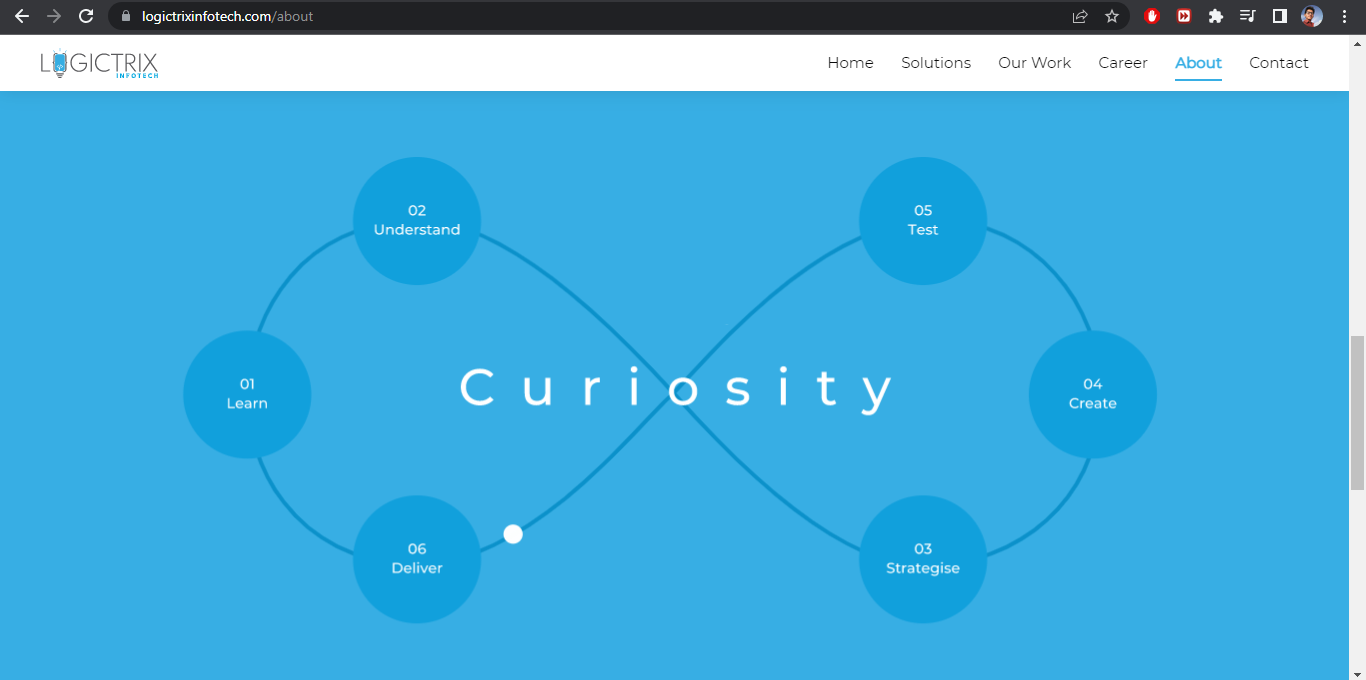 logictrixinfotech.com/about
LOGICTRIX
INFOTECH
Home Solutions Our Work Career About Contact
02
Understand
05
Test
01
Learn
Curiosity
04
Create
06
Deliver
03
Strategise